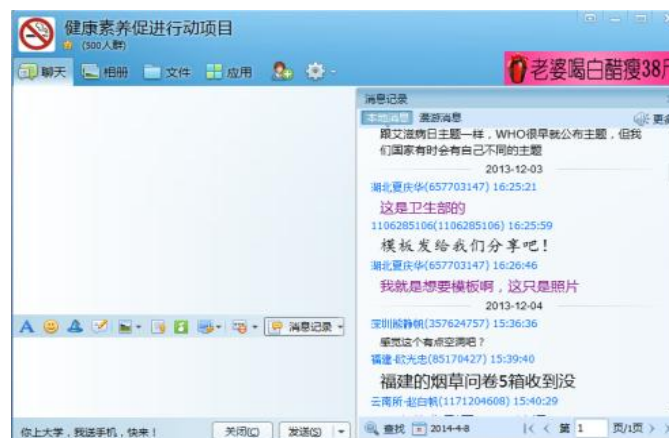 健康素养促进行动项目
(500人群)
聊天 相册 文件 应用
老婆喝白醋瘦38斤
消息记录
本地消息 漫游消息 更多
跟艾滋病日主题一样，WHO很早就公布主题，但我
们国家有时会有自己不同的主题
2013-12-03
湖北夏庆华(657703147) 16:25:21
这是卫生部的
1106285106(1106285106) 16:25:59
模板发给我们分享吧！
湖北夏庆华(657703147) 16:26:46
我就是想要模板啊，这只是照片
2013-12-04
深圳熊静帆(357624757) 15:36:36
感觉这个有点空洞吧？
福建-欧光忠(85170427) 15:39:40
福建的烟草问卷5箱收到没
云南所-赵白帆(1171204608) 15:40:29
消息记录
查找 2014-4-8 第 1 页/1页
你上大学，我送手机，快来！ 关闭(C) 发送(S)